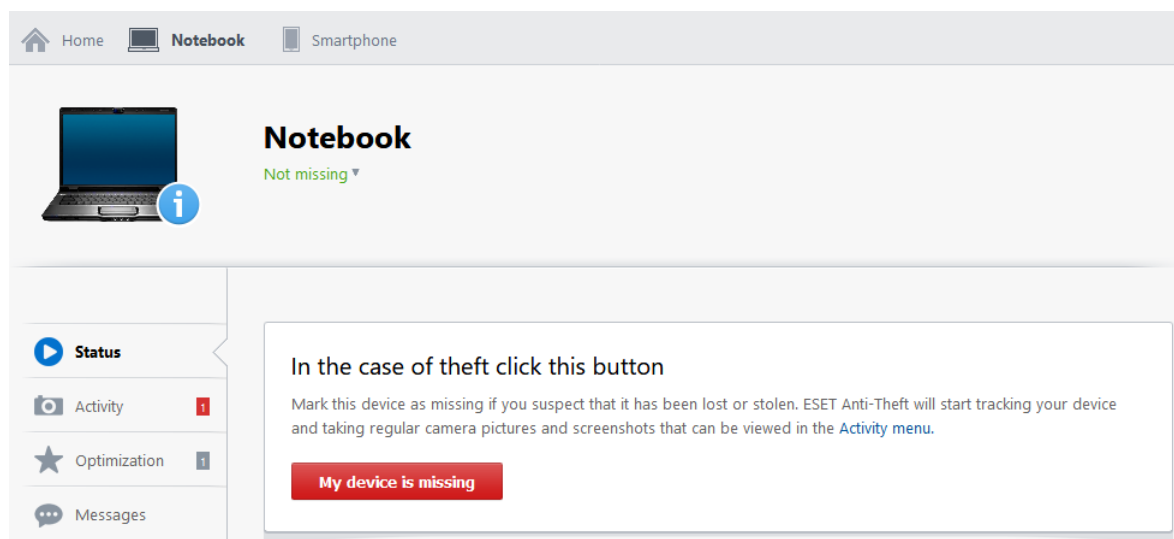 Home Notebook Smartphone
Notebook
Not missing
Status
In the case of theft click this button
Activity 1
Mark this device as missing if you suspect that it has been lost or stolen. ESET Anti-Theft will start tracking your device
and taking regular camera pictures and screenshots that can be viewed in the Activity menu.
Optimization 1
My device is missing
Messages